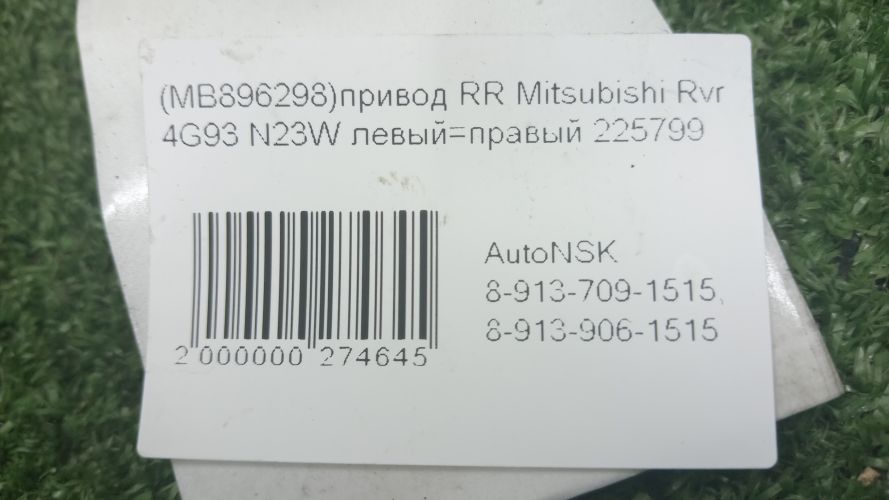 (MB896298)привод RR Mitsubishi Rvr
4G93 N23W левый=правый 225799
AutoNSK
8-913-709-1515,
8-913-906-1515
2 000000 274645